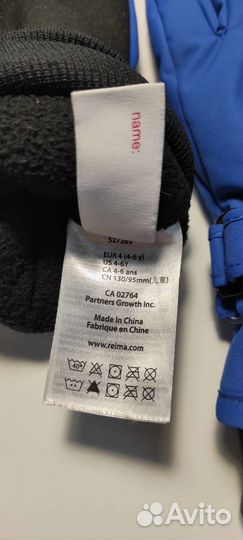 name:
527289
EUR 4 (4-6 y)
US 4-6Y
CA 4-6 ans
CN 130/95mm(儿童)
CA 02764
Partners Growth Inc.
Made in China
Fabriqué en Chine
www.reima.com
40°
Avito